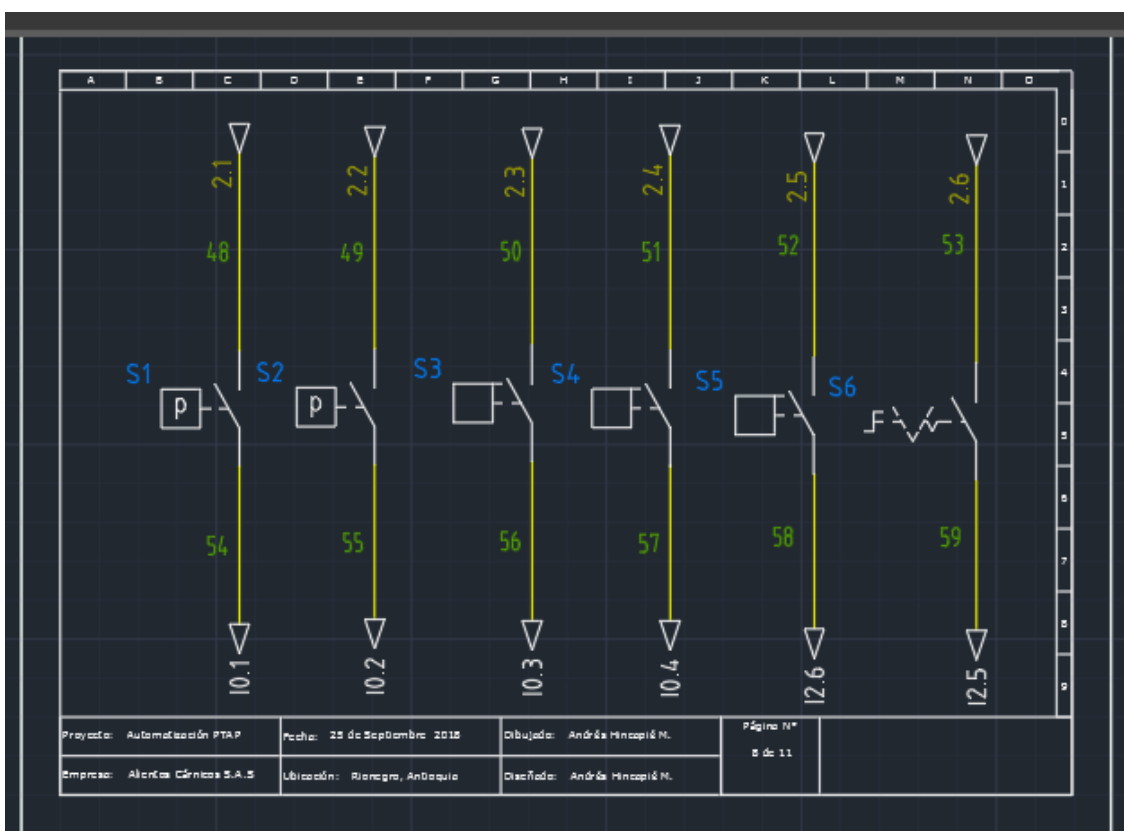 A B C D E F G H I J K L M N O
0
1
2
3
4
5
6
7
8
9
2.1 2.2 2.3 2.4 2.5 2.6
48 49 50 51 52 53
S1 S2 S3 S4 S5 S6
p p
54 55 56 57 58 59
I0.1 I0.2 I0.3 I0.4 I2.6 I2.5
Proyecto: Automatización PTAP
Fecha: 25 de Septiembre 2018
Dibujado: Andrés Hincapié M.
Página N°
8 de 11
Empresa: Alientos Cárnicos S.A.S
Ubicación: Rionegro, Antioquia
Diseñado: Andrés Hincapié M.